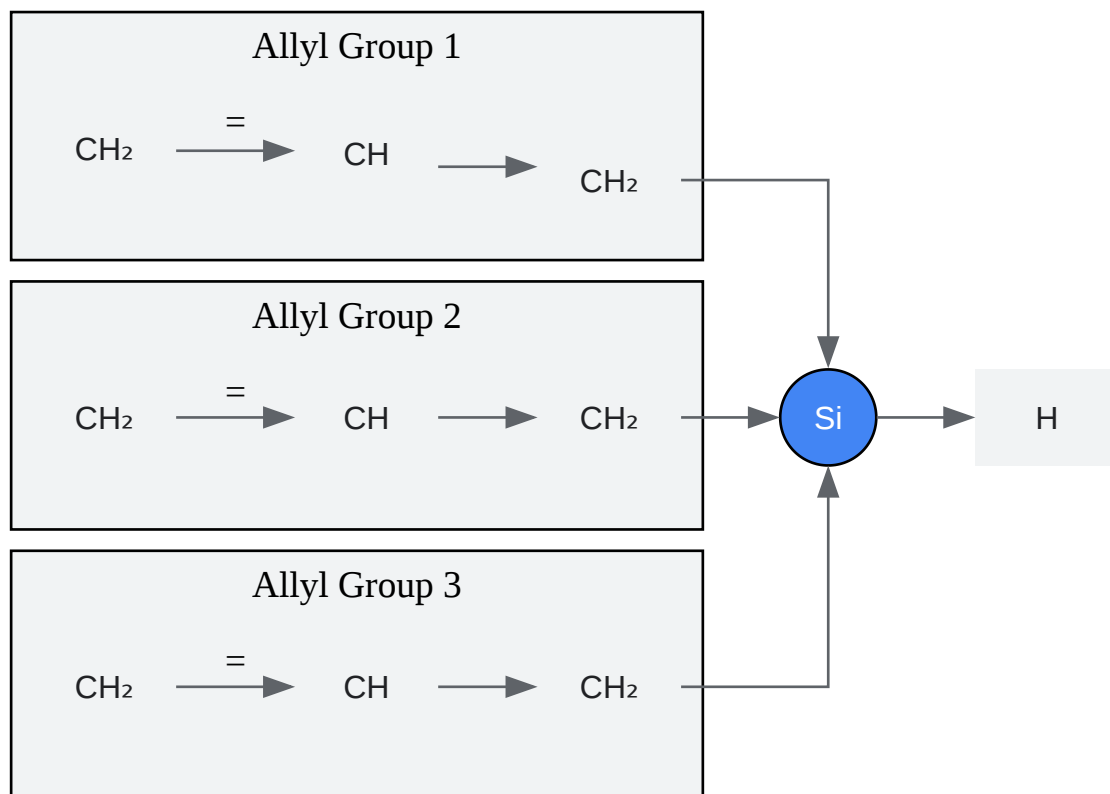 Allyl Group 1
=
CH₂ CH CH₂
Allyl Group 2
=
CH₂ CH CH₂ Si H
Allyl Group 3
=
CH₂ CH CH₂